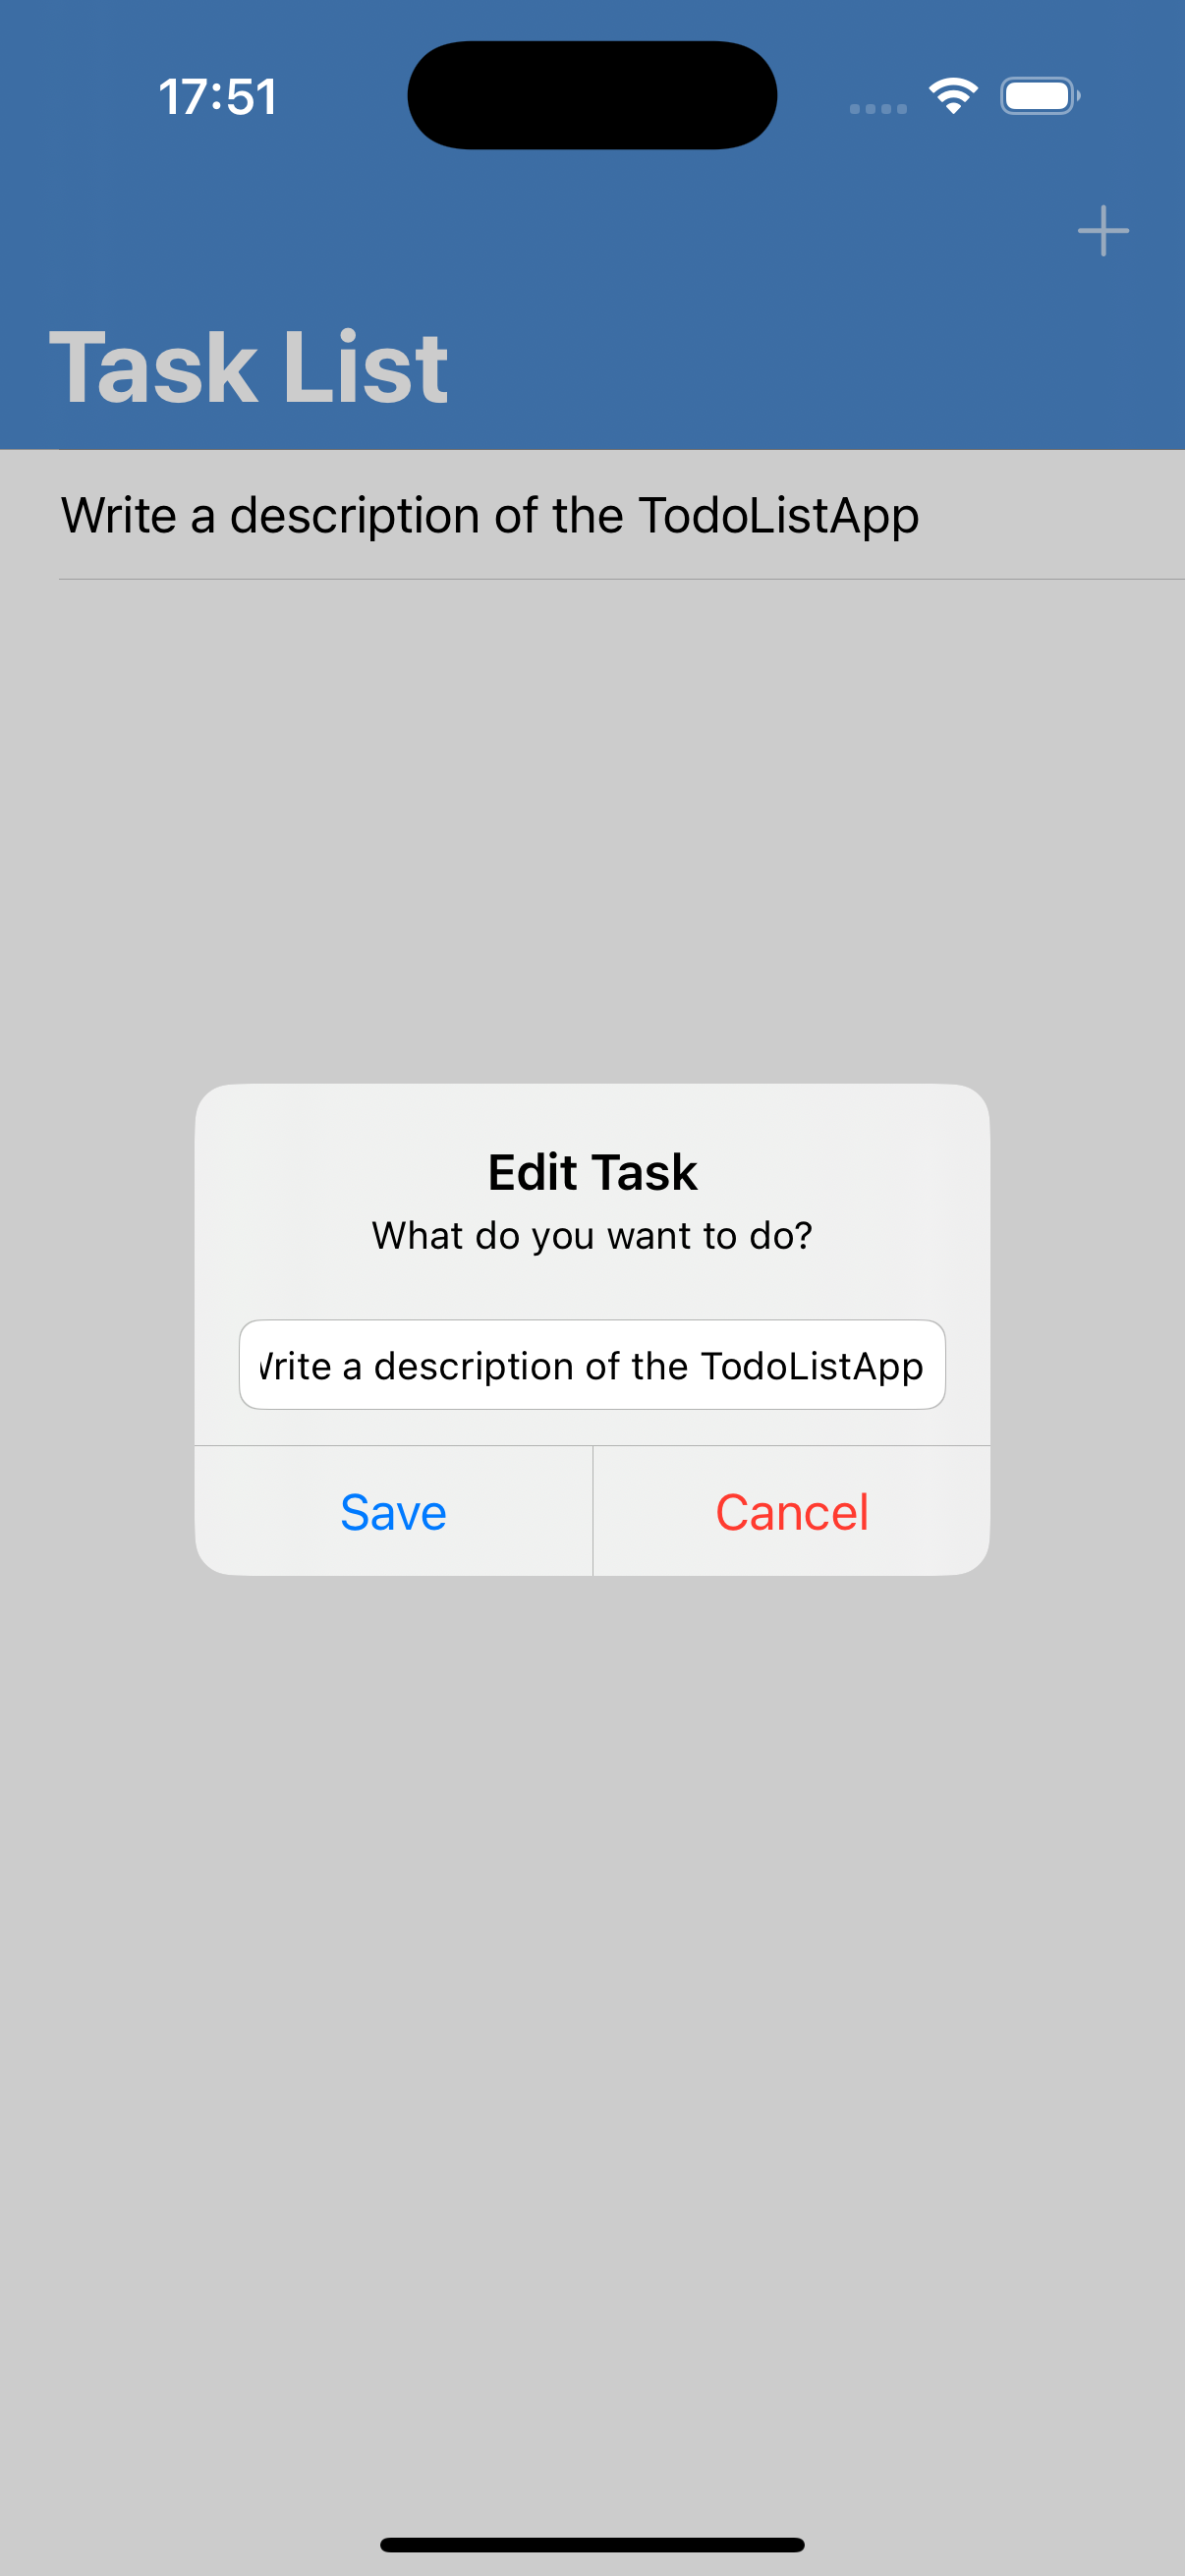 17:51
Task List
Write a description of the TodoListApp
Edit Task
What do you want to do?
rite a description of the TodoListApp
Save
Cancel